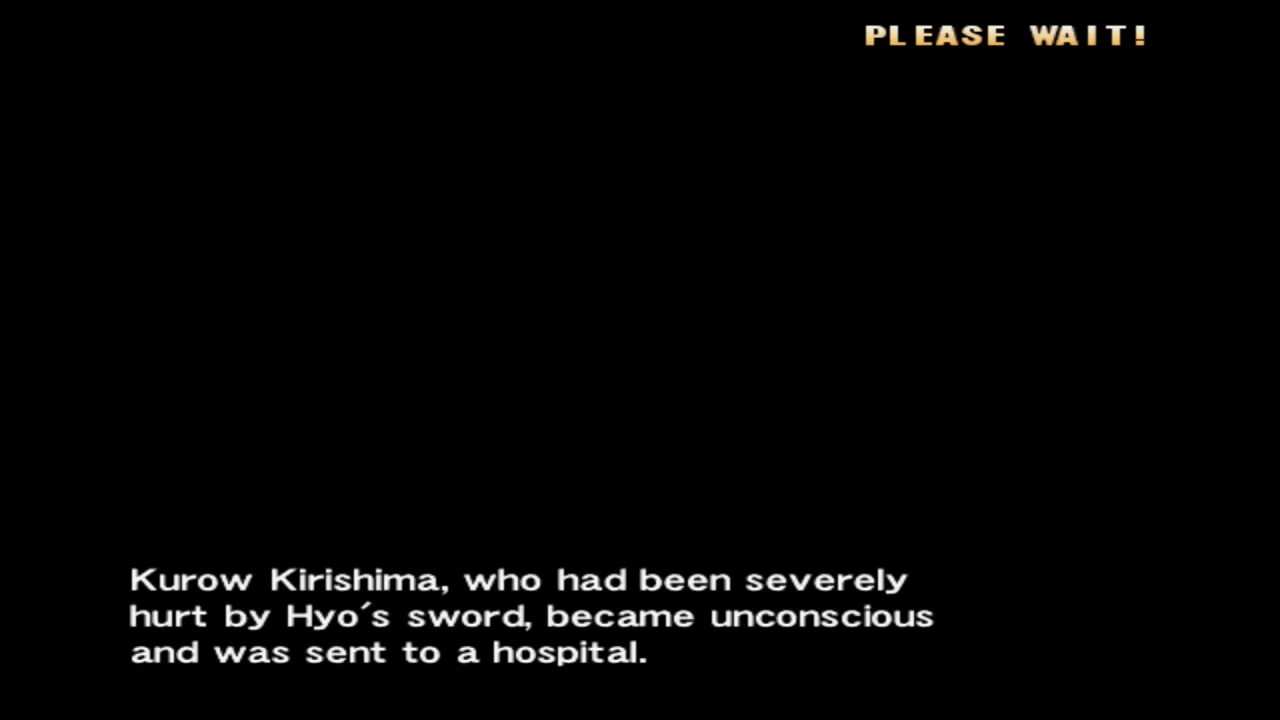 PLEASE WAIT!
Kurow Kirishima, who had been severely
hurt by Hyo´s sword, became unconscious
and was sent to a hospital.